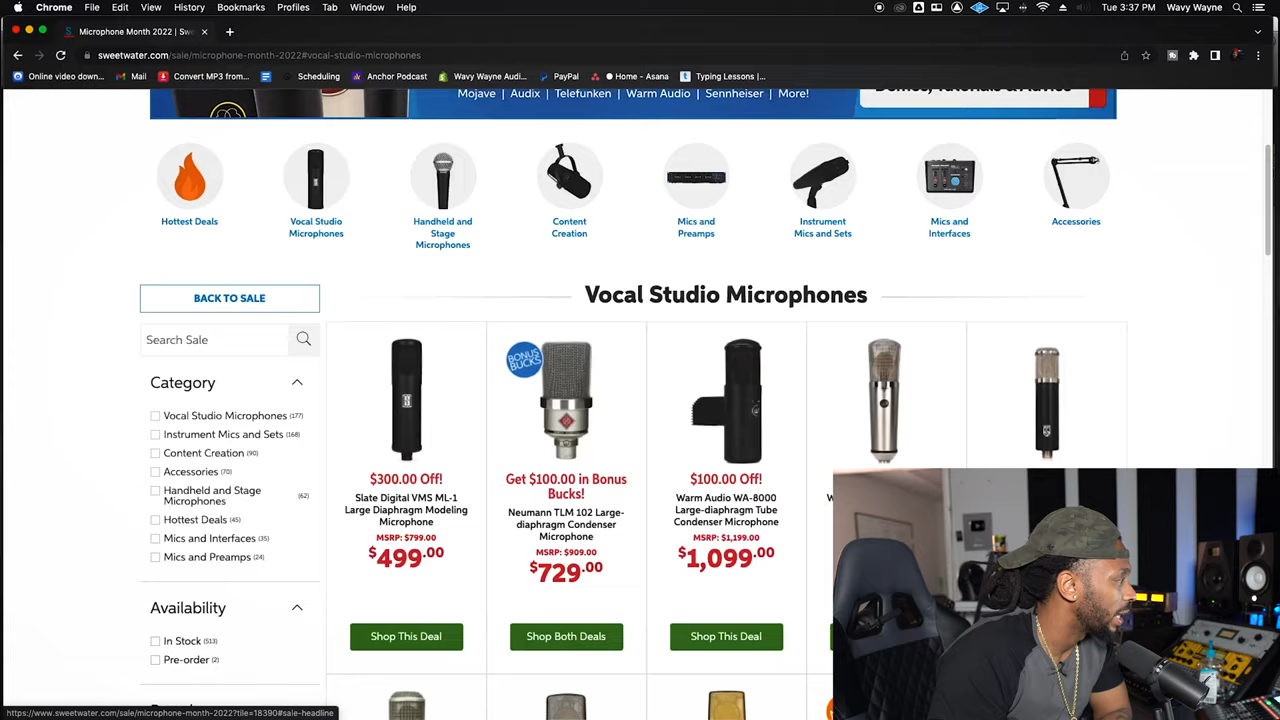 Chrome File Edit View History Bookmarks Profiles Tab Window Help
Tue 3:37 PM Wavy Wayne
Microphone Month 2022 | Swe
sweetwater.com/sale/microphone-month-2022#vocal-studio-microphones
Online video down... Mail Convert MP3 from... Scheduling Anchor Podcast Wavy Wayne Audi... PayPal Home - Asana Typing Lessons |...
Mojave | Audix | Telefunken | Warm Audio | Sennheiser | More!
Demos, Tutorials & Advice
Hottest Deals
Vocal Studio
Microphones
Handheld and
Stage
Microphones
Content
Creation
Mics and
Preamps
Instrument
Mics and Sets
Mics and
Interfaces
Accessories
BACK TO SALE
Vocal Studio Microphones
Search Sale
Category
Vocal Studio Microphones (177)
Instrument Mics and Sets (168)
Content Creation (90)
Accessories (70)
Handheld and Stage
Microphones (62)
Hottest Deals (45)
Mics and Interfaces (35)
Mics and Preamps (24)
Availability
In Stock (513)
Pre-order (2)
$300.00 Off!
Slate Digital VMS ML-1
Large Diaphragm Modeling
Microphone
MSRP: $799.00
$499.00
Shop This Deal
BONUS
BUCKS
Get $100.00 in Bonus
Bucks!
Neumann TLM 102 Large-
diaphragm Condenser
Microphone
MSRP: $909.00
$729.00
Shop Both Deals
$100.00 Off!
Warm Audio WA-8000
Large-diaphragm Tube
Condenser Microphone
MSRP: $1,199.00
$1,099.00
Shop This Deal
https://www.sweetwater.com/sale/microphone-month-2022?tile=18390#sale-headline